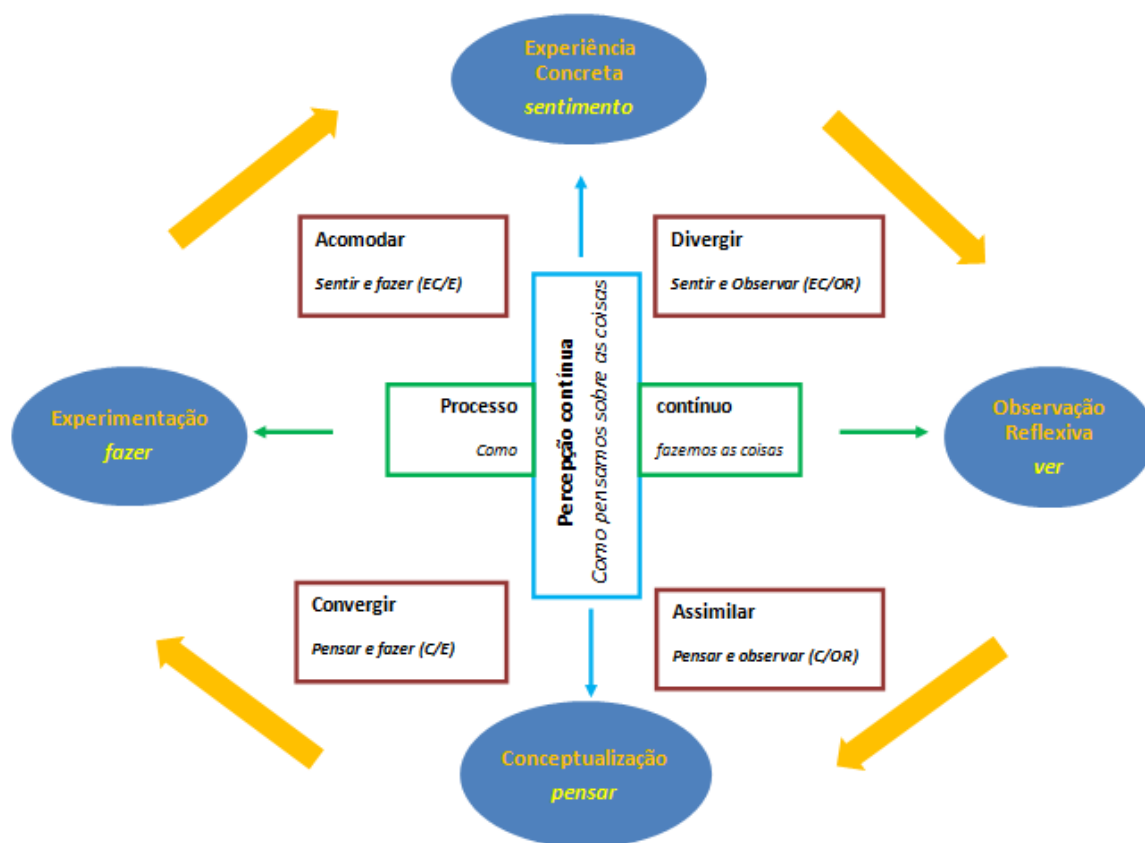 Experiência
Concreta
sentimento
Acomodar
Sentir e fazer (EC/E)
Divergir
Sentir e Observar (EC/OR)
Experimentação
fazer
Processo
Como
Percepção contínua
Como pensamos sobre as coisas
contínuo
fazemos as coisas
Observação
Reflexiva
ver
Convergir
Pensar e fazer (C/E)
Assimilar
Pensar e observar (C/OR)
Conceptualização
pensar